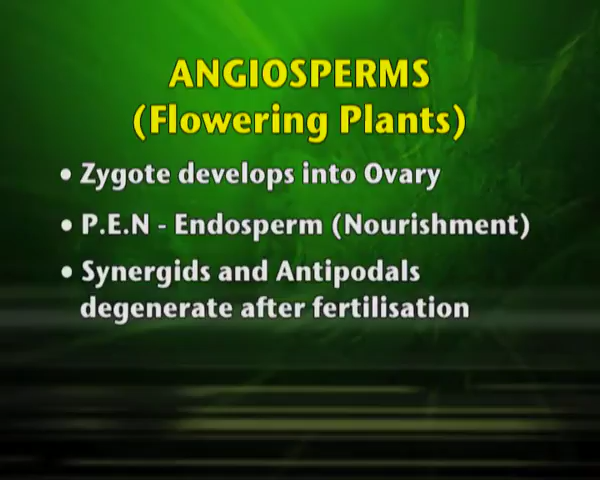 ANGIOSPERMS
(Flowering Plants)
• Zygote develops into Ovary
• P.E.N - Endosperm (Nourishment)
• Synergids and Antipodals
degenerate after fertilisation